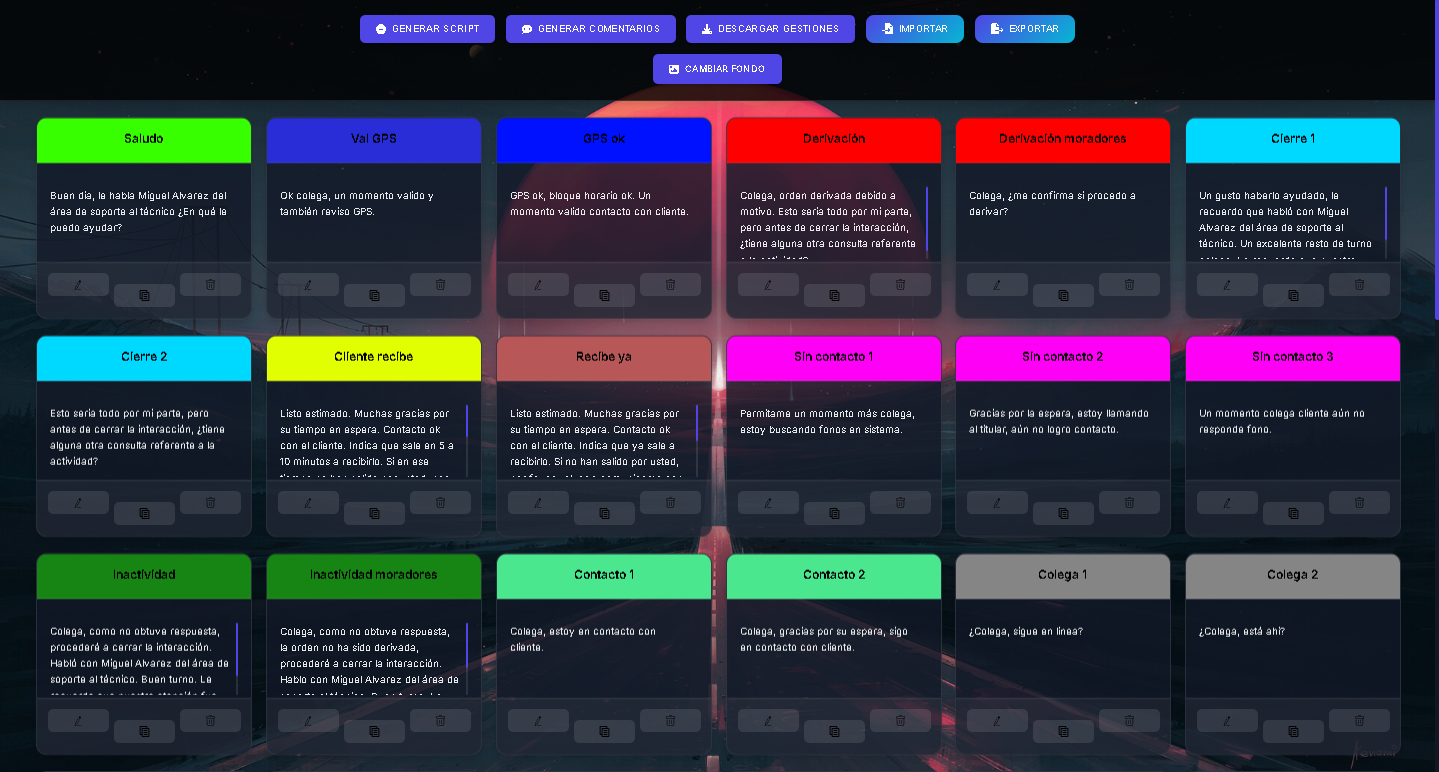 GENERAR SCRIPT
GENERAR COMENTARIOS
DESCARGAR GESTIONES
IMPORTAR
EXPORTAR
CAMBIAR FONDO
Saludo
Buen dia, le habla Miguel Alvarez del
área de soporte al técnico ¿En qué le
puedo ayudar?
Val GPS
Ok colega, un momento valido y
también reviso GPS.
GPS ok
GPS ok, bloque horario ok. Un
momento valido contacto con cliente.
Derivación
Colega, orden derivada debido a
motivo. Esto seria todo por mi parte,
pero antes de cerrar la interacción,
¿tiene alguna otra consulta referente
Derivación moradores
Colega, ¿me confirma si procedo a
derivar?
Cierre 1
Un gusto haberlo ayudado, le
recuerdo que habló con Miguel
Alvarez del área de soporte al
técnico. Un excelente resto de turno
Cierre 2
Esto seria todo por mi parte, pero
antes de cerrar la interacción, ¿tiene
alguna otra consulta referente a la
actividad?
Cliente recibe
Listo estimado. Muchas gracias por
su tiempo en espera. Contacto ok
con el cliente. Indica que sale en 5 a
10 minutos a recibirlo. Si en ese
Recibe ya
Listo estimado. Muchas gracias por
su tiempo en espera. Contacto ok
con el cliente. Indica que ya sale a
recibirlo. Si no han salido por usted,
Sin contacto 1
Permitame un momento más colega,
estoy buscando fonos en sistema.
Sin contacto 2
Gracias por la espera, estoy llamando
al titular, aún no logro contacto.
Sin contacto 3
Un momento colega cliente aún no
responde fono.
Inactividad
Colega, como no obtuve respuesta,
procederé a cerrar la interacción.
Habló con Miguel Alvarez del área de
soporte al técnico. Buen turno. Le
Inactividad moradores
Colega, como no obtuve respuesta,
la orden no ha sido derivada,
procederé a cerrar la interacción.
Hablo con Miguel Alvarez del área de
Contacto 1
Colega, estoy en contacto con
cliente.
Contacto 2
Colega, gracias por su espera, sigo
en contacto con cliente.
Colega 1
¿Colega, sigue en linea?
Colega 2
¿Colega, está ahi?